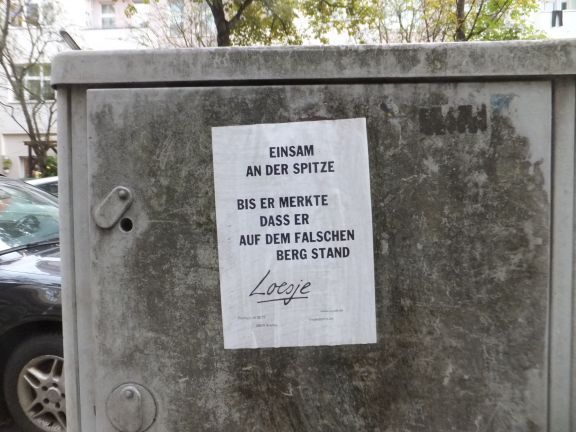 EINSAM
AN DER SPITZE
BIS ER MERKTE
DASS ER
AUF DEM FALSCHEN
BERG STAND
Loesje